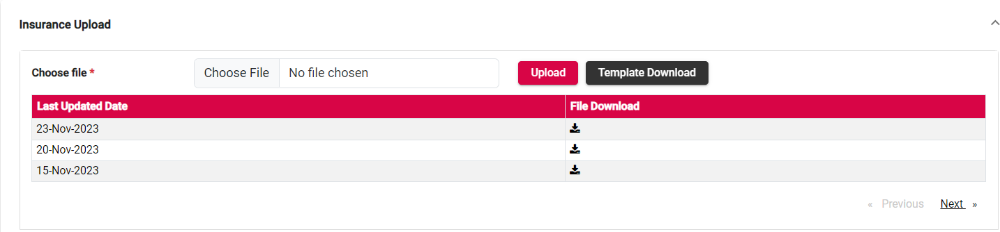 Insurance Upload
Choose file * Choose File No file chosen Upload Template Download
Last Updated Date File Download
23-Nov-2023
20-Nov-2023
15-Nov-2023
« Previous Next »